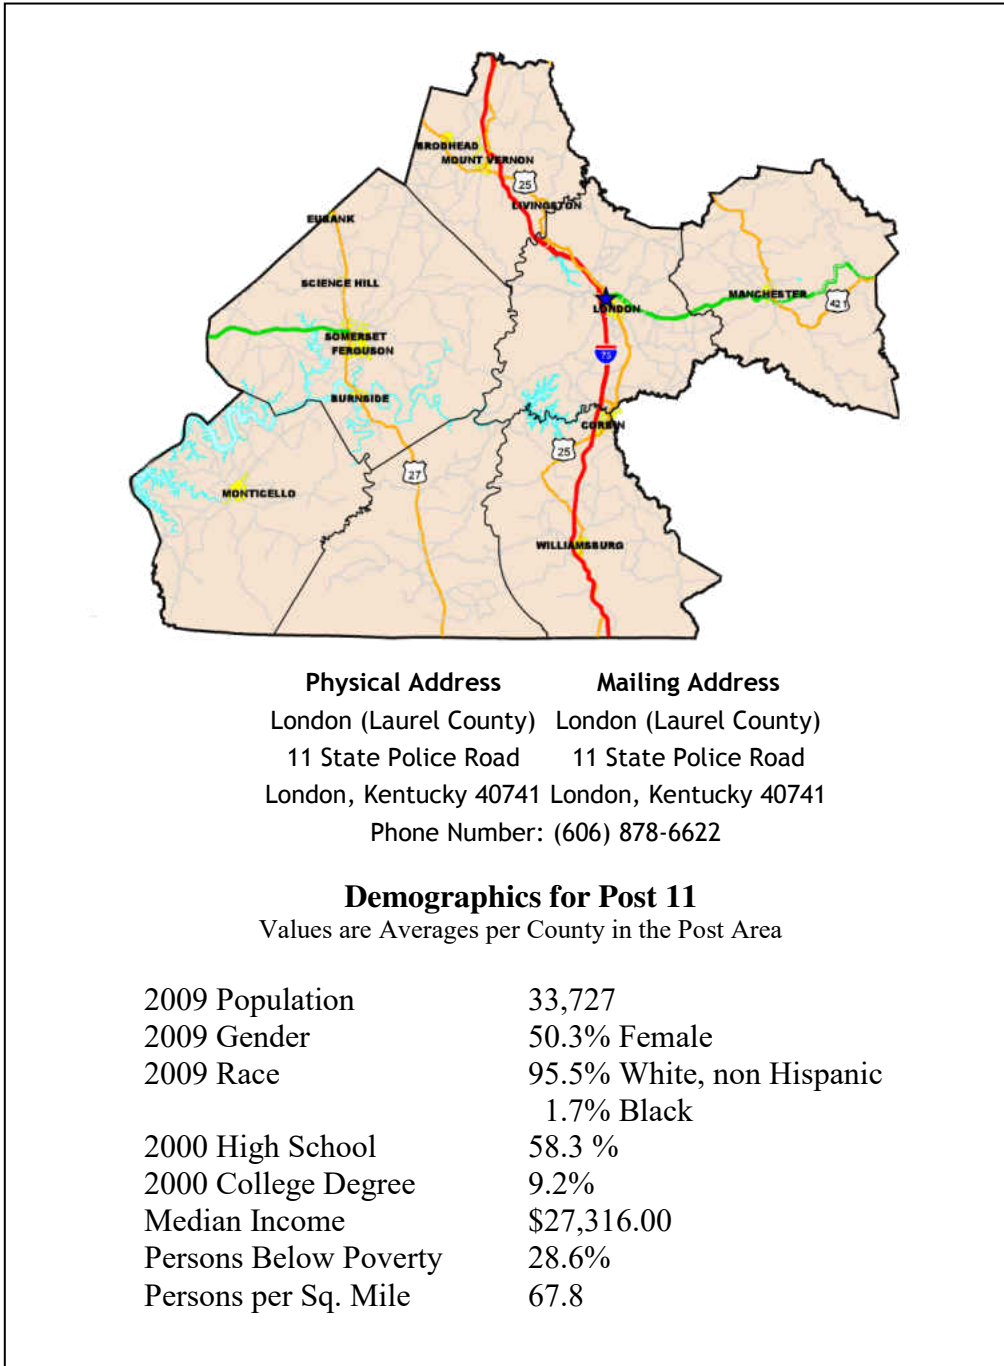 BRODHEAD
MOUNT VERNON
25
LIVINGSTON
EUBANK
SCIENCE HILL
MANCHESTER
421
LONDON
SOMERSET
FERGUSON
75
BURNSIDE
CORBIN
25
27
MONTICELLO
WILLIAMSBURG
Physical Address Mailing Address
London (Laurel County) London (Laurel County)
11 State Police Road 11 State Police Road
London, Kentucky 40741 London, Kentucky 40741
Phone Number: (606) 878-6622
Demographics for Post 11
Values are Averages per County in the Post Area
2009 Population 33,727
2009 Gender 50.3% Female
2009 Race 95.5% White, non Hispanic
1.7% Black
2000 High School 58.3 %
2000 College Degree 9.2%
Median Income $27,316.00
Persons Below Poverty 28.6%
Persons per Sq. Mile 67.8